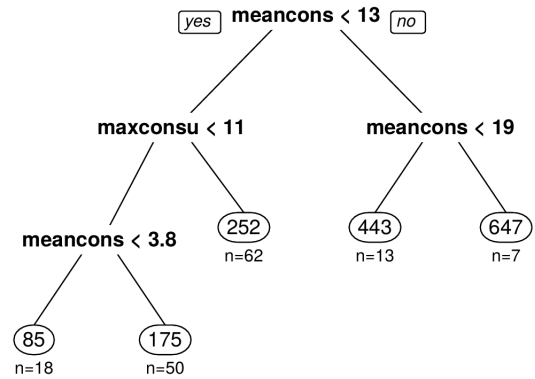 yes meancons < 13 no
maxconsu < 11 meancons < 19
252 443 647
n=62 n=13 n=7
meancons < 3.8
85 175
n=18 n=50